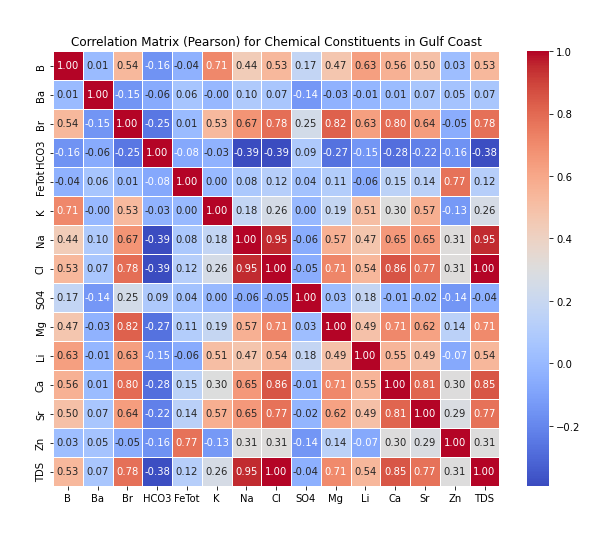 Correlation Matrix (Pearson) for Chemical Constituents in Gulf Coast
B 1.00 0.01 0.54 -0.16 -0.04 0.71 0.44 0.53 0.17 0.47 0.63 0.56 0.50 0.03 0.53
Ba 0.01 1.00 -0.15 -0.06 0.06 -0.00 0.10 0.07 -0.14 -0.03 -0.01 0.01 0.07 0.05 0.07
Br 0.54 -0.15 1.00 -0.25 0.01 0.53 0.67 0.78 0.25 0.82 0.63 0.80 0.64 -0.05 0.78
HCO3 -0.16 -0.06 -0.25 1.00 -0.08 -0.03 -0.39 -0.39 0.09 -0.27 -0.15 -0.28 -0.22 -0.16 -0.38
FeTot -0.04 0.06 0.01 -0.08 1.00 0.00 0.08 0.12 0.04 0.11 -0.06 0.15 0.14 0.77 0.12
K 0.71 -0.00 0.53 -0.03 0.00 1.00 0.18 0.26 0.00 0.19 0.51 0.30 0.57 -0.13 0.26
Na 0.44 0.10 0.67 -0.39 0.08 0.18 1.00 0.95 -0.06 0.57 0.47 0.65 0.65 0.31 0.95
Cl 0.53 0.07 0.78 -0.39 0.12 0.26 0.95 1.00 -0.05 0.71 0.54 0.86 0.77 0.31 1.00
SO4 0.17 -0.14 0.25 0.09 0.04 0.00 -0.06 -0.05 1.00 0.03 0.18 -0.01 -0.02 -0.14 -0.04
Mg 0.47 -0.03 0.82 -0.27 0.11 0.19 0.57 0.71 0.03 1.00 0.49 0.71 0.62 0.14 0.71
Li 0.63 -0.01 0.63 -0.15 -0.06 0.51 0.47 0.54 0.18 0.49 1.00 0.55 0.49 -0.07 0.54
Ca 0.56 0.01 0.80 -0.28 0.15 0.30 0.65 0.86 -0.01 0.71 0.55 1.00 0.81 0.30 0.85
Sr 0.50 0.07 0.64 -0.22 0.14 0.57 0.65 0.77 -0.02 0.62 0.49 0.81 1.00 0.29 0.77
Zn 0.03 0.05 -0.05 -0.16 0.77 -0.13 0.31 0.31 -0.14 0.14 -0.07 0.30 0.29 1.00 0.31
TDS 0.53 0.07 0.78 -0.38 0.12 0.26 0.95 1.00 -0.04 0.71 0.54 0.85 0.77 0.31 1.00
B Ba Br HCO3 FeTot K Na Cl SO4 Mg Li Ca Sr Zn TDS
1.0
0.8
0.6
0.4
0.2
0.0
−0.2